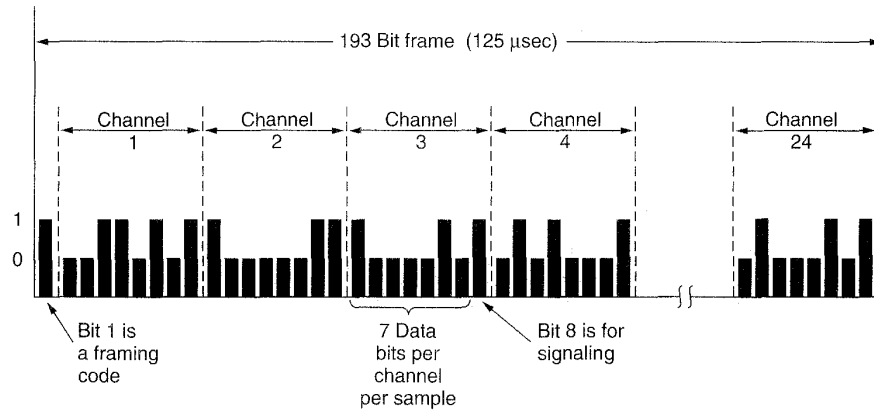 193 Bit frame (125 μsec)
Channel
1
Channel
2
Channel
3
Channel
4
Channel
24
1
0
Bit 1 is
a framing
code
7 Data
bits per
channel
per sample
Bit 8 is for
signaling